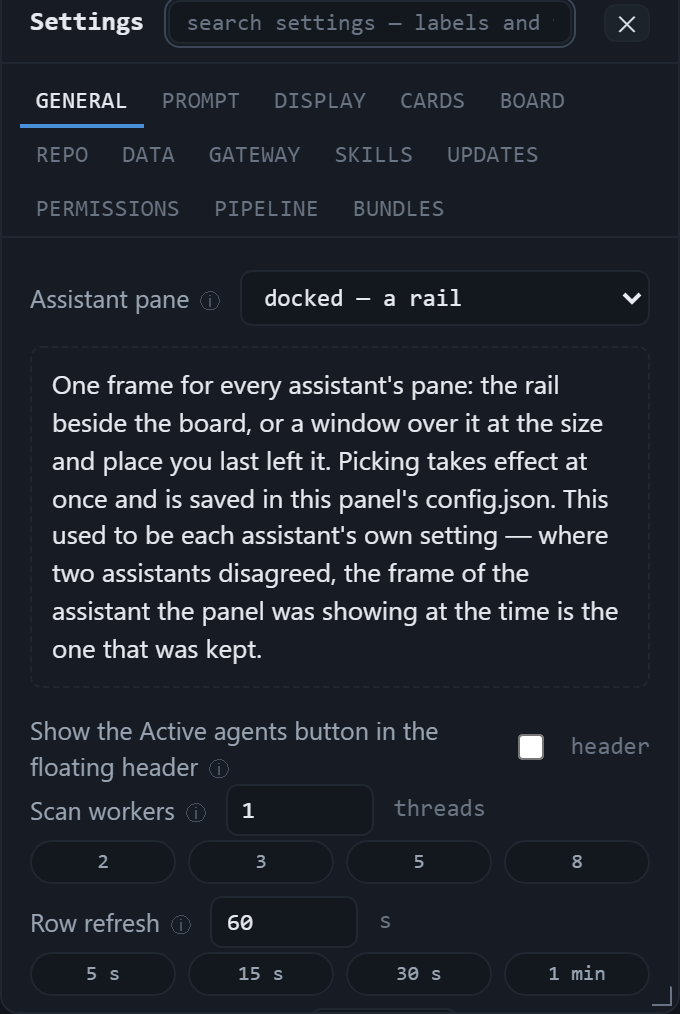 Settings
search settings — labels and
GENERAL PROMPT DISPLAY CARDS BOARD
REPO DATA GATEWAY SKILLS UPDATES
PERMISSIONS PIPELINE BUNDLES
Assistant pane ⓘ docked — a rail
One frame for every assistant's pane: the rail
beside the board, or a window over it at the size
and place you last left it. Picking takes effect at
once and is saved in this panel's config.json. This
used to be each assistant's own setting — where
two assistants disagreed, the frame of the
assistant the panel was showing at the time is the
one that was kept.
Show the Active agents button in the
floating header ⓘ header
Scan workers ⓘ 1 threads
2 3 5 8
Row refresh ⓘ 60 s
5 s 15 s 30 s 1 min